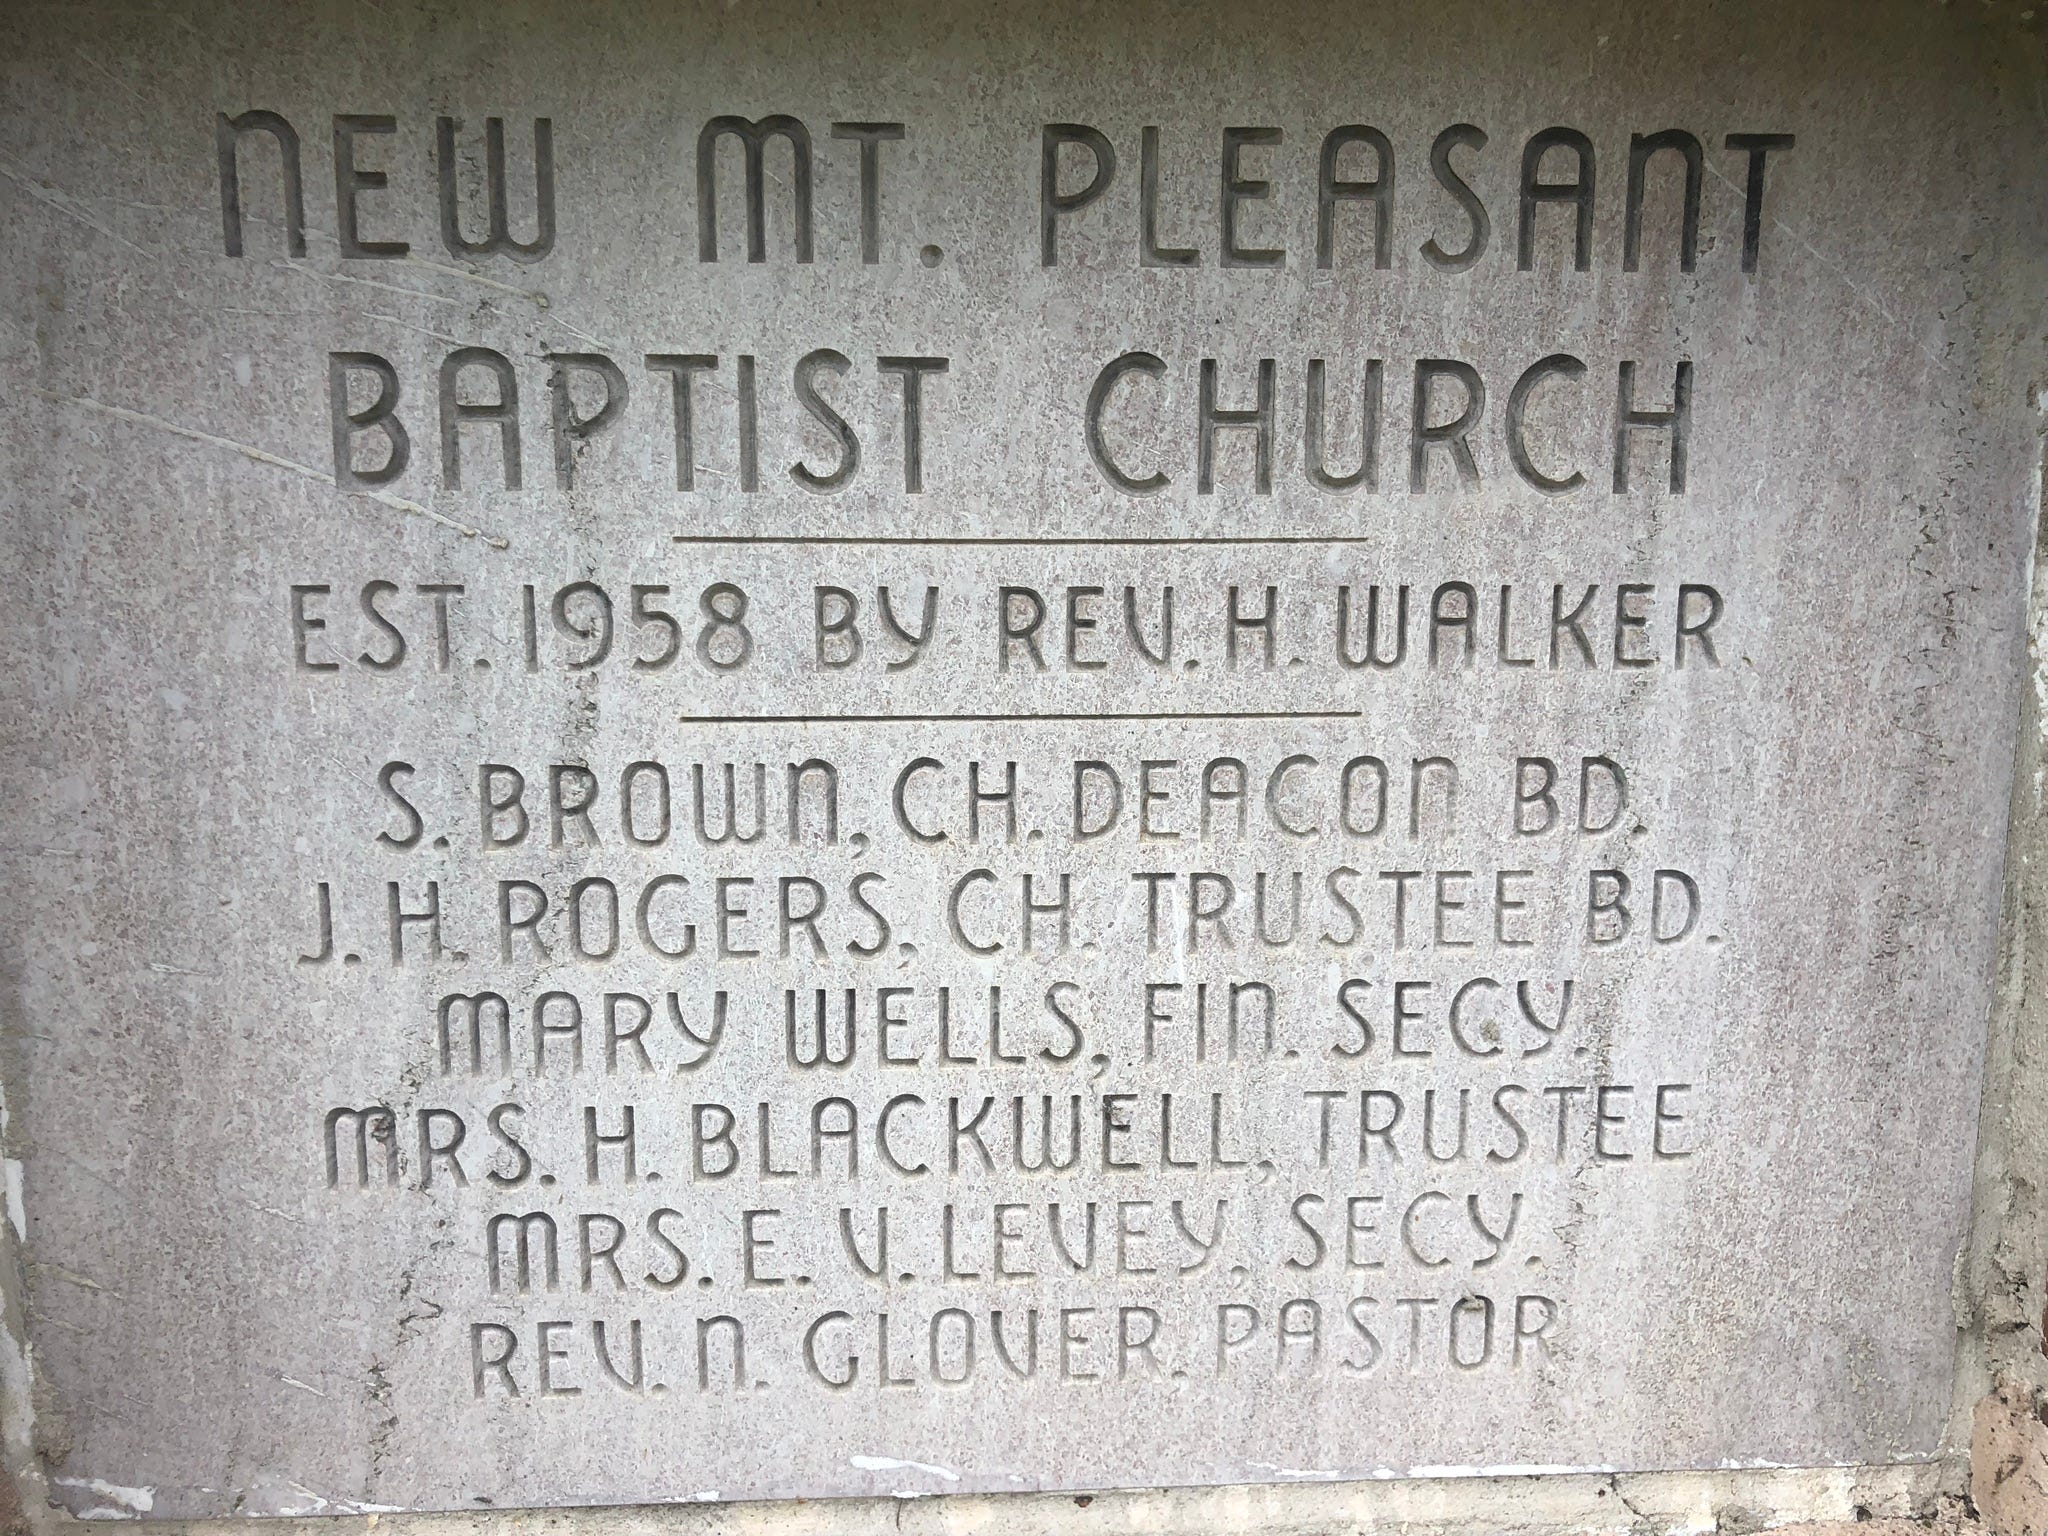 NEW MT. PLEASANT
BAPTIST CHURCH
EST. 1958 BY REV. H. WALKER
S. BROWN, CH. DEACON BD.
J. H. ROGERS, CH. TRUSTEE BD.
MARY WELLS, FIN. SECY.
MRS. H. BLACKWELL, TRUSTEE
MRS. E. V. LEVEY, SECY.
REV. N. GLOVER, PASTOR